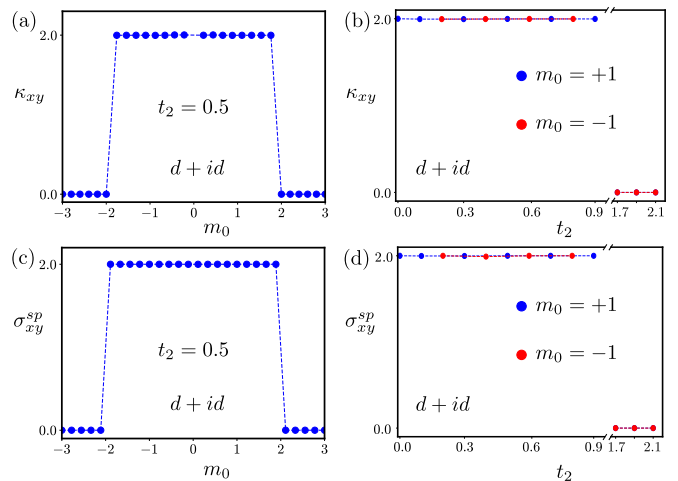 (a)
2.0
κxy
t2 = 0.5
d + id
0.0
−3 −2 −1 0 1 2 3
m0
(b)
2.0
κxy
m0 = +1
m0 = −1
d + id
0.0
0.0 0.3 0.6 0.9 1.7 2.1
t2
(c)
2.0
σ^{sp}_{xy}
t2 = 0.5
d + id
0.0
−3 −2 −1 0 1 2 3
m0
(d)
2.0
σ^{sp}_{xy}
m0 = +1
m0 = −1
d + id
0.0
0.0 0.3 0.6 0.9 1.7 2.1
t2